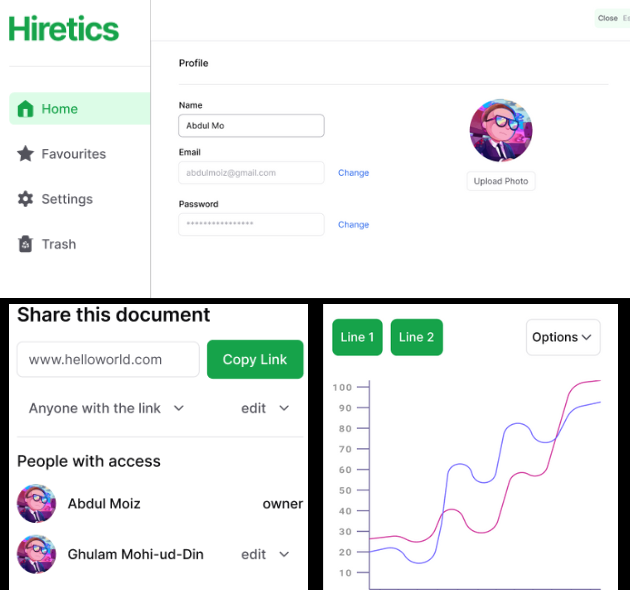 Hiretics
Close Es
Home
Favourites
Settings
Trash
Profile
Name
Abdul Mo
Email
abdulmoiz@gmail.com
Change
Password
****************
Change
Upload Photo
Share this document
www.helloworld.com
Copy Link
Anyone with the link
edit
People with access
Abdul Moiz
owner
Ghulam Mohi-ud-Din
edit
Line 1
Line 2
Options
100
90
80
70
60
50
40
30
20
10